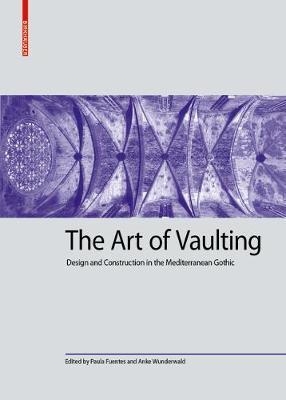 BIRKHÄUSER
The Art of Vaulting
Design and Construction in the Mediterranean Gothic
Edited by Paula Fuentes and Anke Wunderwald